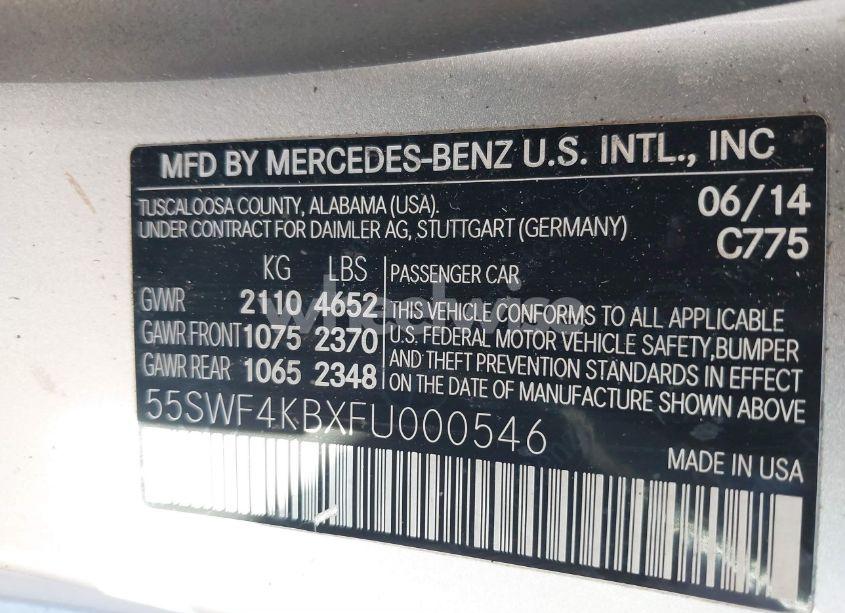 MFD BY MERCEDES-BENZ U.S. INTL., INC
TUSCALOOSA COUNTY, ALABAMA (USA). 06/14
UNDER CONTRACT FOR DAIMLER AG, STUTTGART (GERMANY) C775
KG LBS PASSENGER CAR
GVWR 2110 4652 THIS VEHICLE CONFORMS TO ALL APPLICABLE
GAWR FRONT 1075 2370 U.S. FEDERAL MOTOR VEHICLE SAFETY,BUMPER
GAWR REAR 1065 2348 AND THEFT PREVENTION STANDARDS IN EFFECT
ON THE DATE OF MANUFACTURE SHOWN ABOVE
55SWF4KBXFU000546
MADE IN USA